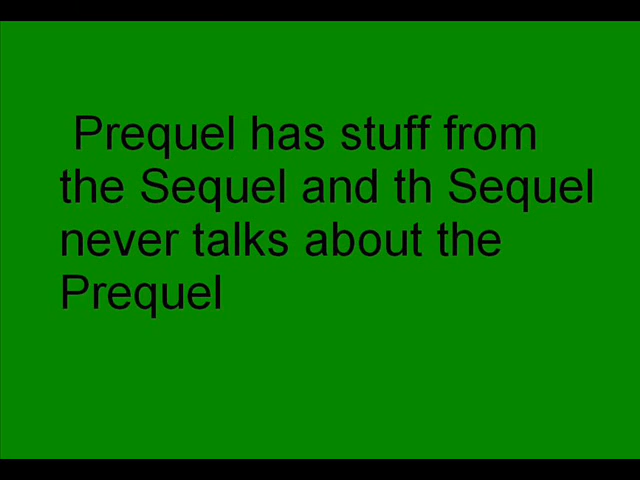 Prequel has stuff from
the Sequel and th Sequel
never talks about the
Prequel